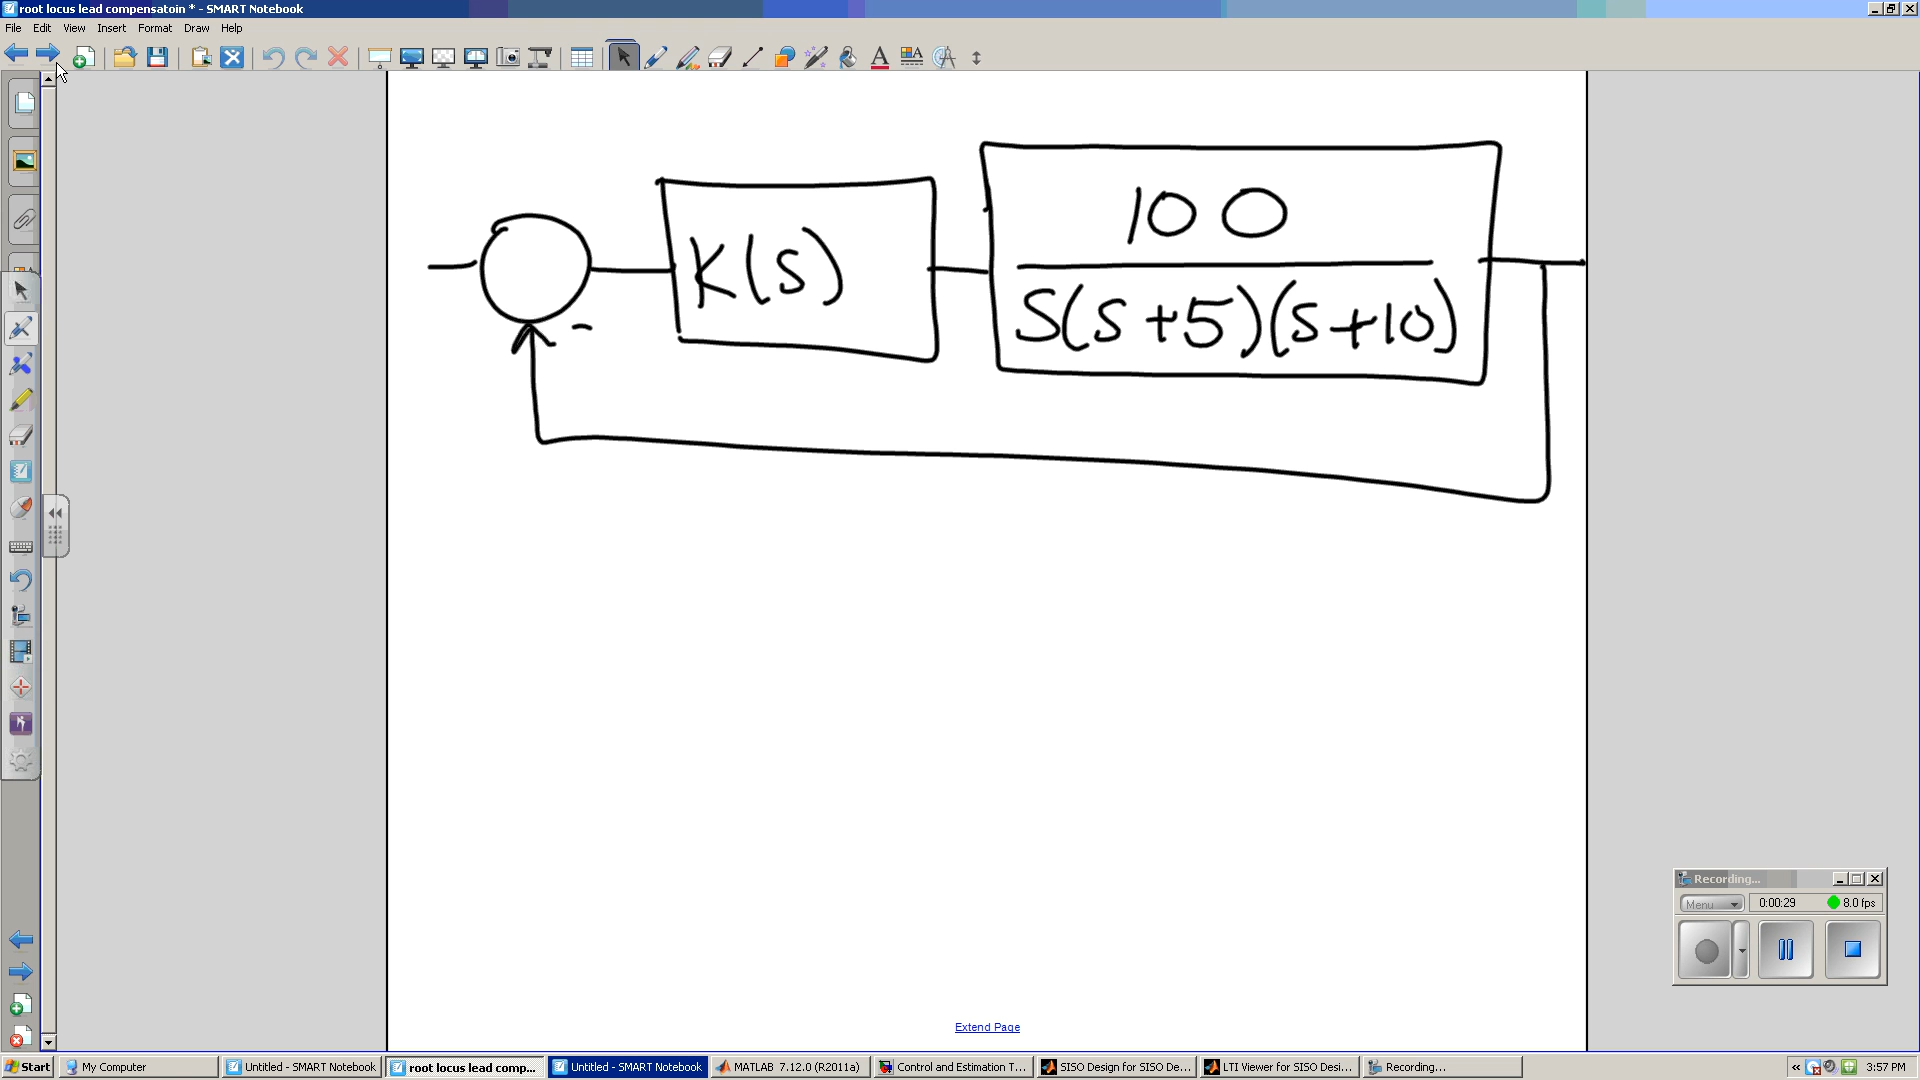 root locus lead compensatoin * - SMART Notebook
File Edit View Insert Format Draw Help
K(s)
100
s(s+5)(s+10)
-
Recording...
Menu 0:00:29 8.0 fps
Extend Page
Start My Computer Untitled - SMART Notebook root locus lead comp... Untitled - SMART Notebook MATLAB 7.12.0 (R2011a) Control and Estimation T... SISO Design for SISO De... LTI Viewer for SISO Desi... Recording... « 3:57 PM